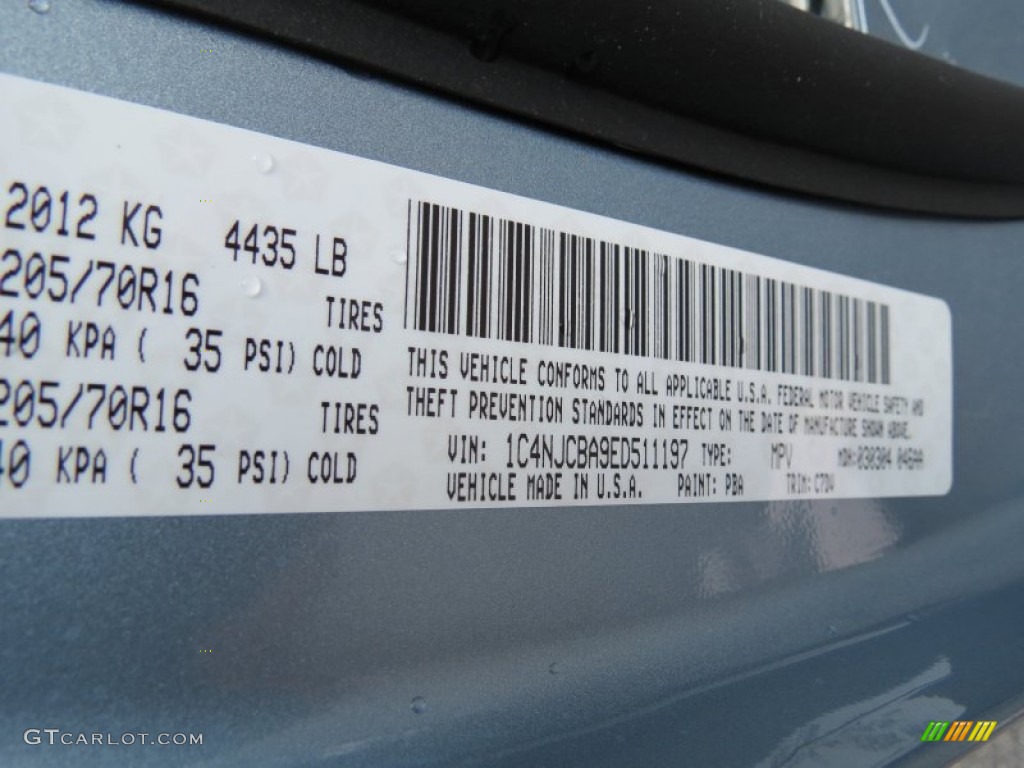 2012 KG 4435 LB
205/70R16 TIRES
40 KPA ( 35 PSI) COLD
205/70R16 TIRES
40 KPA ( 35 PSI) COLD
THIS VEHICLE CONFORMS TO ALL APPLICABLE U.S.A. FEDERAL MOTOR VEHICLE SAFETY AND
THEFT PREVENTION STANDARDS IN EFFECT ON THE DATE OF MANUFACTURE SHOWN ABOVE.
VIN: 1C4NJCBA9ED511197 TYPE: MPV MDH:
VEHICLE MADE IN U.S.A. PAINT: PBA TRIM:
GTCARLOT.COM